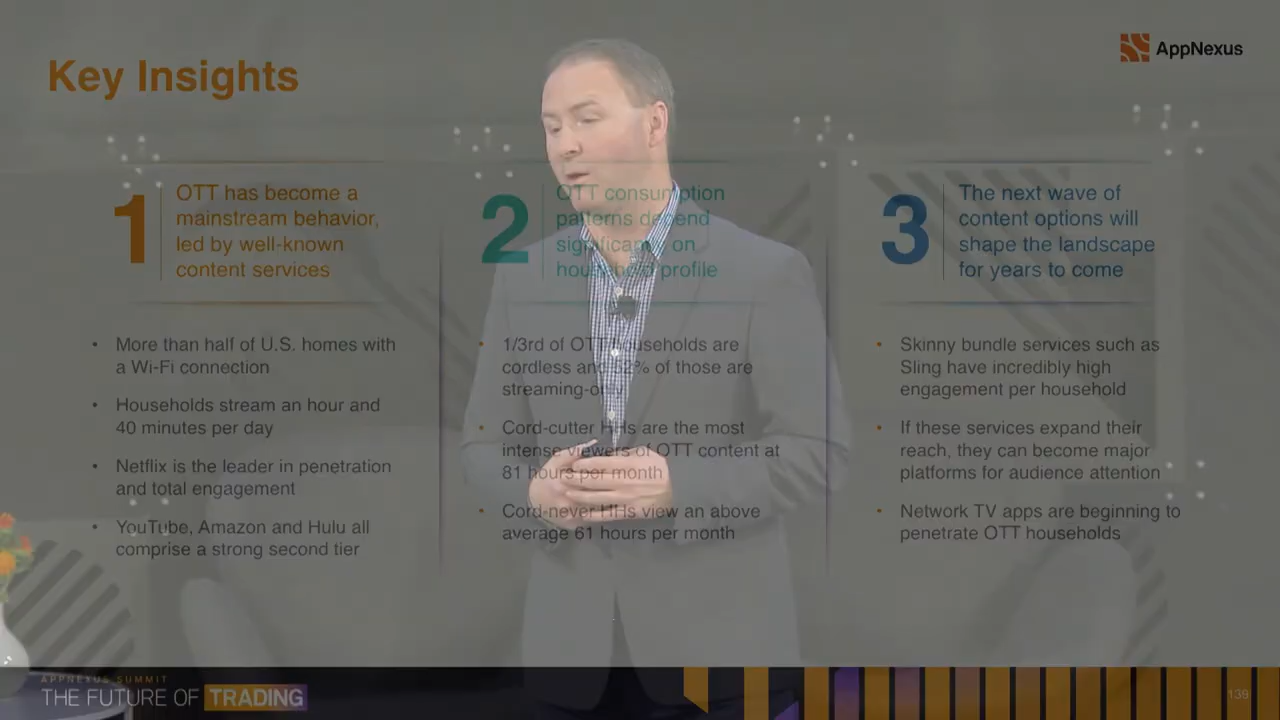 Key Insights
AppNexus
1
OTT has become a
mainstream behavior,
led by well-known
content services
• More than half of U.S. homes with
a Wi-Fi connection
• Households stream an hour and
40 minutes per day
• Netflix is the leader in penetration
and total engagement
• YouTube, Amazon and Hulu all
comprise a strong second tier
2
OTT consumption
patterns depend
significantly on
household profile
• 1/3rd of OTT households are
cordless and 52% of those are
streaming-only
• Cord-cutter HHs are the most
intense viewers of OTT content at
81 hours per month
• Cord-never HHs view an above
average 61 hours per month
3
The next wave of
content options will
shape the landscape
for years to come
• Skinny bundle services such as
Sling have incredibly high
engagement per household
• If these services expand their
reach, they can become major
platforms for audience attention
• Network TV apps are beginning to
penetrate OTT households
APPNEXUS SUMMIT
THE FUTURE OF TRADING
139